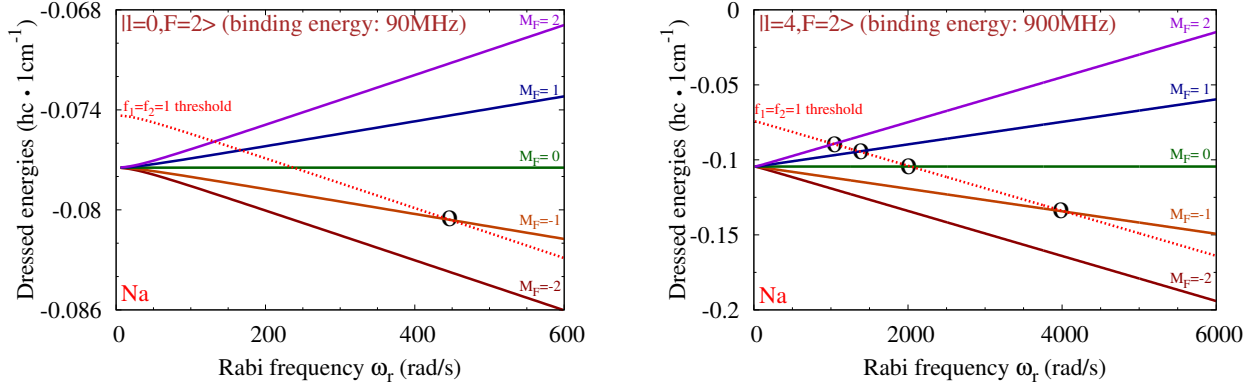 |I=0,F=2> (binding energy: 90MHz)
M_F= 2
M_F= 1
M_F= 0
M_F=-1
M_F=-2
f₁=f₂=1 threshold
Na
-0.068
-0.074
-0.08
-0.086
0
200
400
600
Dressed energies (hc • 1cm⁻¹)
Rabi frequency ω_r (rad/s)
|I=4,F=2> (binding energy: 900MHz)
M_F= 2
M_F= 1
M_F= 0
M_F=-1
M_F=-2
f₁=f₂=1 threshold
Na
0
-0.05
-0.1
-0.15
-0.2
0
2000
4000
6000
Dressed energies (hc • 1cm⁻¹)
Rabi frequency ω_r (rad/s)